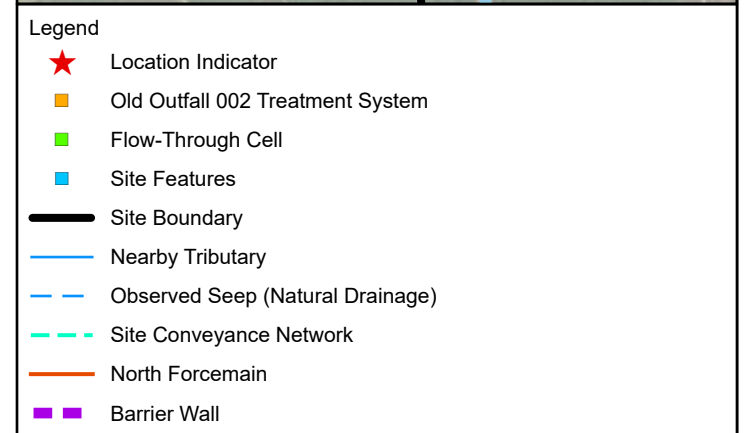 Legend
Location Indicator
Old Outfall 002 Treatment System
Flow-Through Cell
Site Features
Site Boundary
Nearby Tributary
Observed Seep (Natural Drainage)
Site Conveyance Network
North Forcemain
Barrier Wall